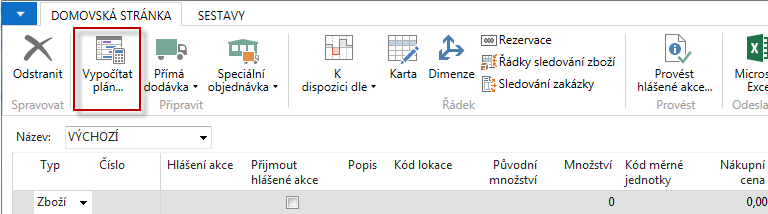 DOMOVSKÁ STRÁNKA SESTAVY
Odstranit
Vypočítat plán...
Přímá dodávka
Speciální objednávka
K dispozici dle
Karta
Dimenze
Rezervace
Řádky sledování zboží
Sledování zakázky
Provést hlášené akce...
Microso
Exce
Spravovat Připravit Řádek Provést Odesla
Název: VÝCHOZÍ
Typ Číslo Hlášení akce Přijmout hlášené akce Popis Kód lokace Původní množství Množství Kód měrné jednotky Nákupní cena
Zboží 0 0,00